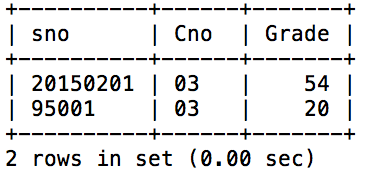 +----------+------+-------+
| sno      | Cno  | Grade |
+----------+------+-------+
| 20150201 | 03   |    54 |
| 95001    | 03   |    20 |
+----------+------+-------+
2 rows in set (0.00 sec)